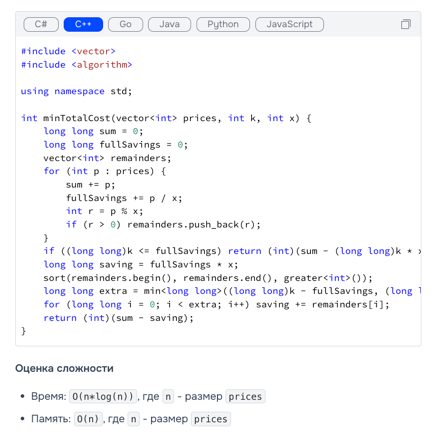 C# C++ Go Java Python JavaScript
#include <vector>
#include <algorithm>
using namespace std;
int minTotalCost(vector<int> prices, int k, int x) {
    long long sum = 0;
    long long fullSavings = 0;
    vector<int> remainders;
    for (int p : prices) {
        sum += p;
        fullSavings += p / x;
        int r = p % x;
        if (r > 0) remainders.push_back(r);
    }
    if ((long long)k <= fullSavings) return (int)(sum - (long long)k * x
    long long saving = fullSavings * x;
    sort(remainders.begin(), remainders.end(), greater<int>());
    long long extra = min<long long>((long long)k - fullSavings, (long l
    for (long long i = 0; i < extra; i++) saving += remainders[i];
    return (int)(sum - saving);
}
Оценка сложности
• Время: O(n*log(n)), где n - размер prices
• Память: O(n), где n - размер prices